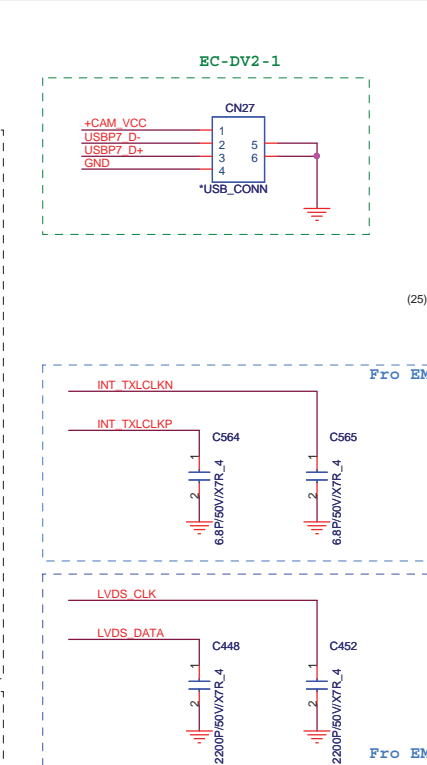 EC-DV2-1
CN27
+CAM_VCC
USBP7_D-
USBP7_D+
GND
1
2
3
4
5
6
*USB_CONN
(25)
Fro EM
INT_TXLCLKN
INT_TXLCLKP
C564
1
2
6.8P/50V/X7R_4
C565
1
2
6.8P/50V/X7R_4
LVDS_CLK
LVDS_DATA
C448
1
2
2200P/50V/X7R_4
C452
1
2
2200P/50V/X7R_4
Fro EM